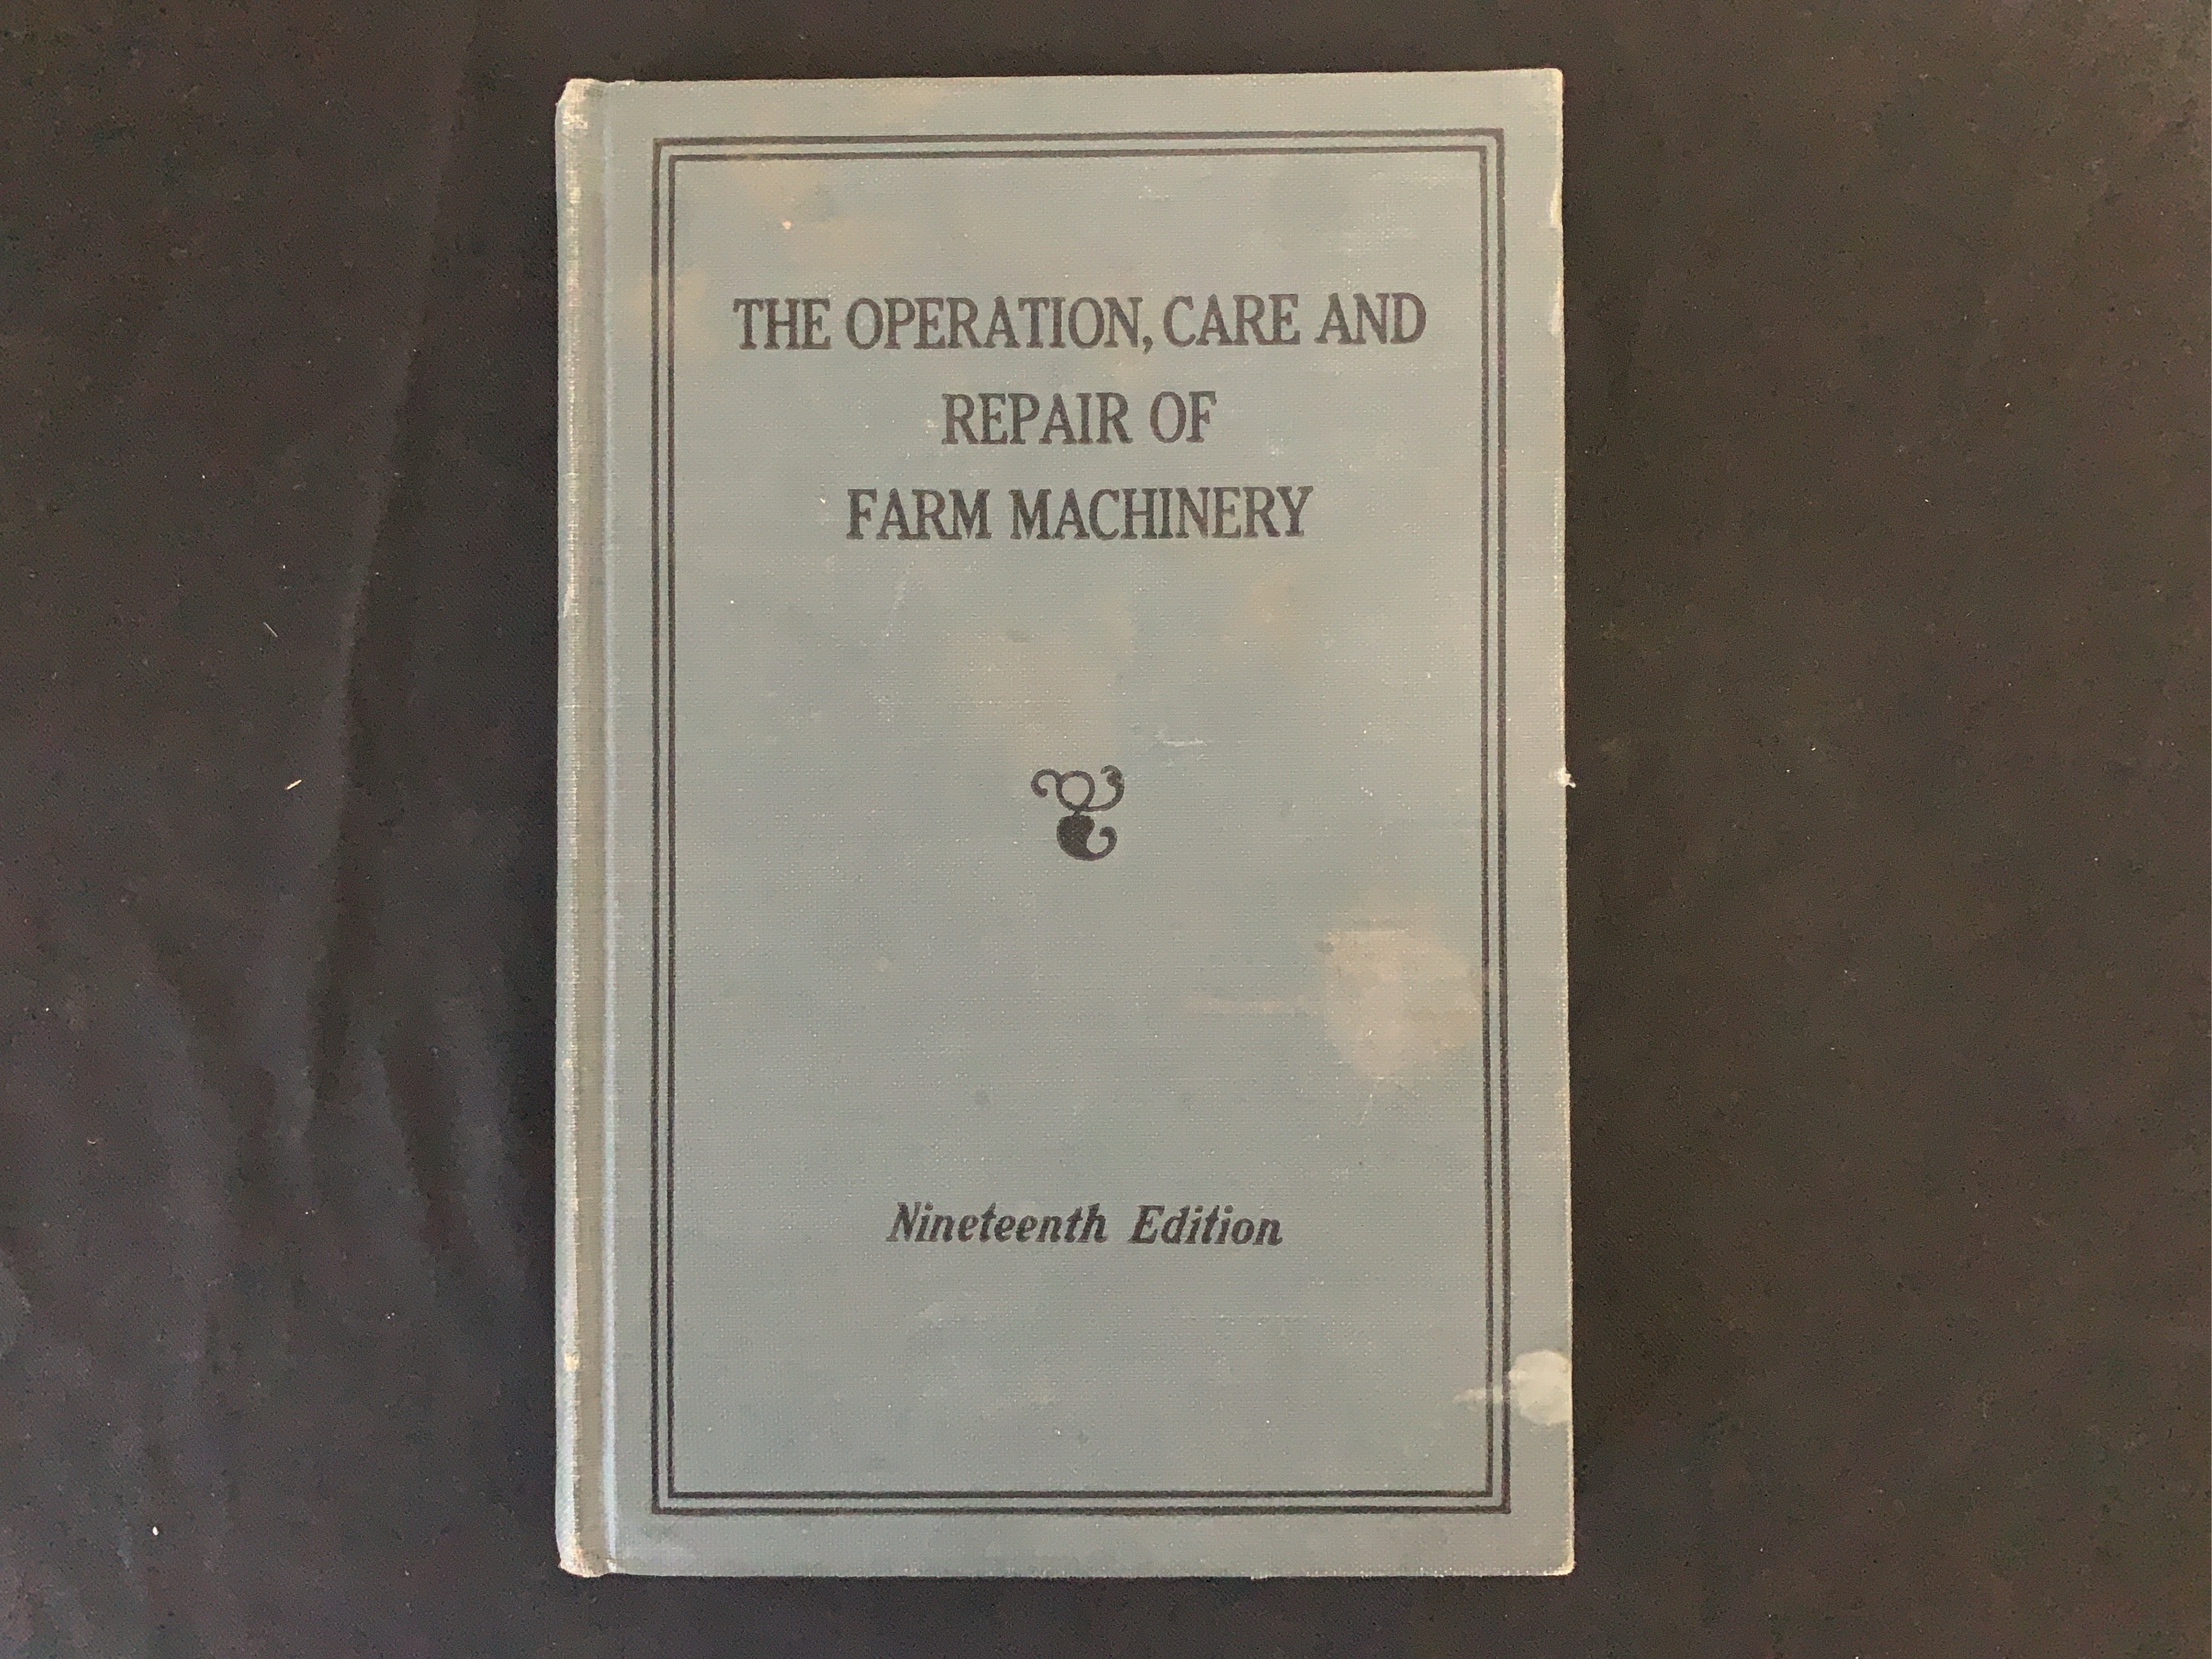 THE OPERATION, CARE AND
REPAIR OF
FARM MACHINERY
Nineteenth Edition